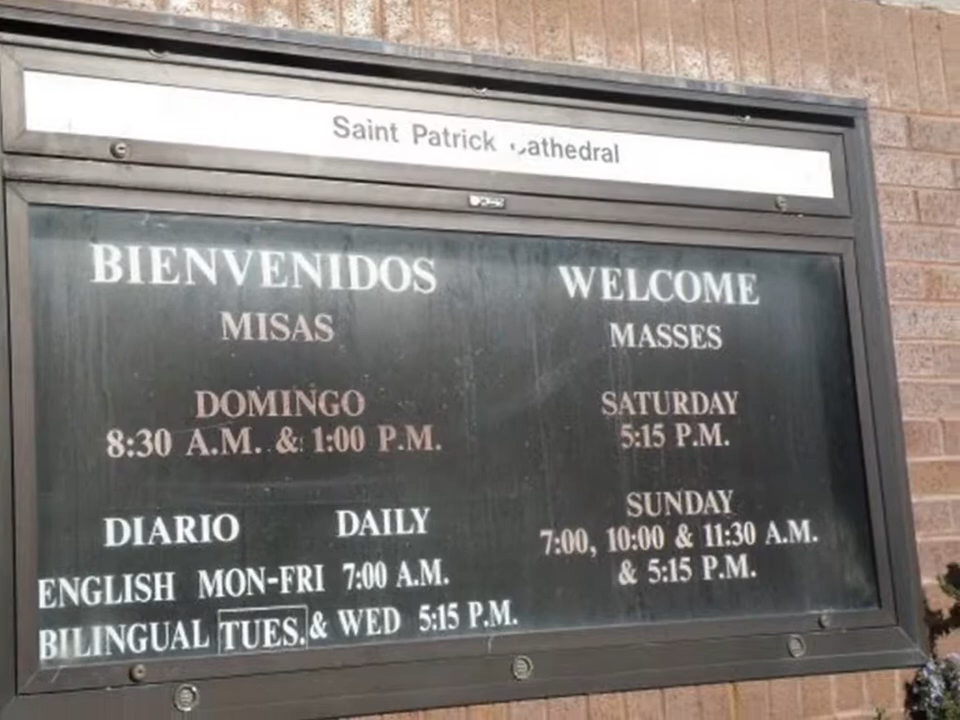 Saint Patrick Cathedral
BIENVENIDOS
MISAS
DOMINGO
8:30 A.M. & 1:00 P.M.
DIARIO DAILY
ENGLISH MON-FRI 7:00 A.M.
BILINGUAL TUES. & WED 5:15 P.M.
WELCOME
MASSES
SATURDAY
5:15 P.M.
SUNDAY
7:00, 10:00 & 11:30 A.M.
& 5:15 P.M.